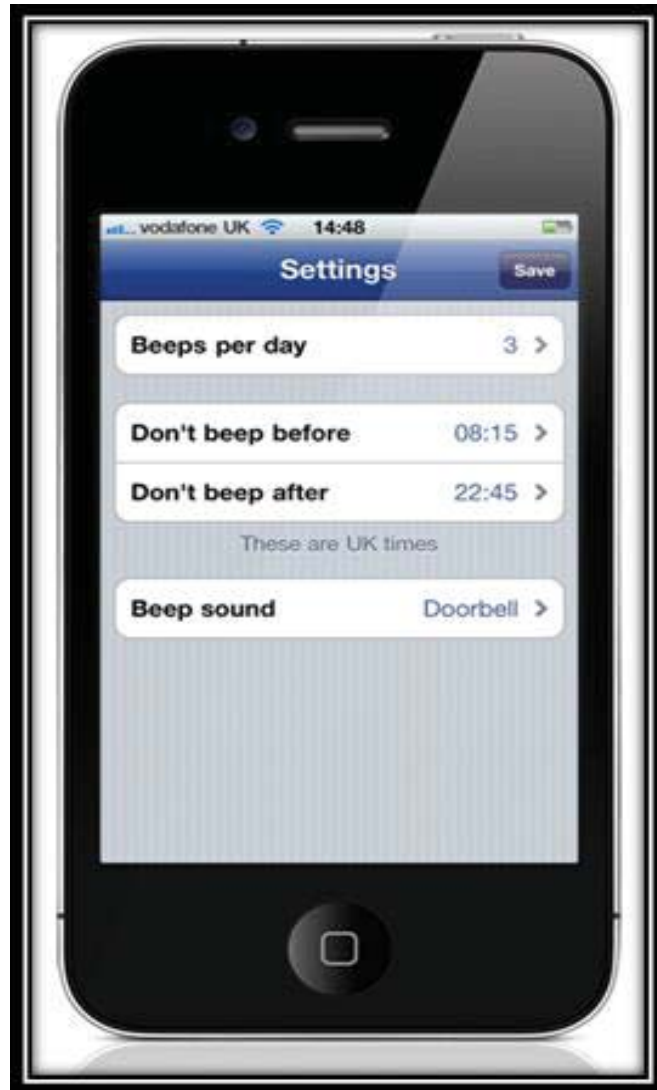 vodafone UK 14:48
Settings Save
Beeps per day 3
Don't beep before 08:15
Don't beep after 22:45
These are UK times
Beep sound Doorbell